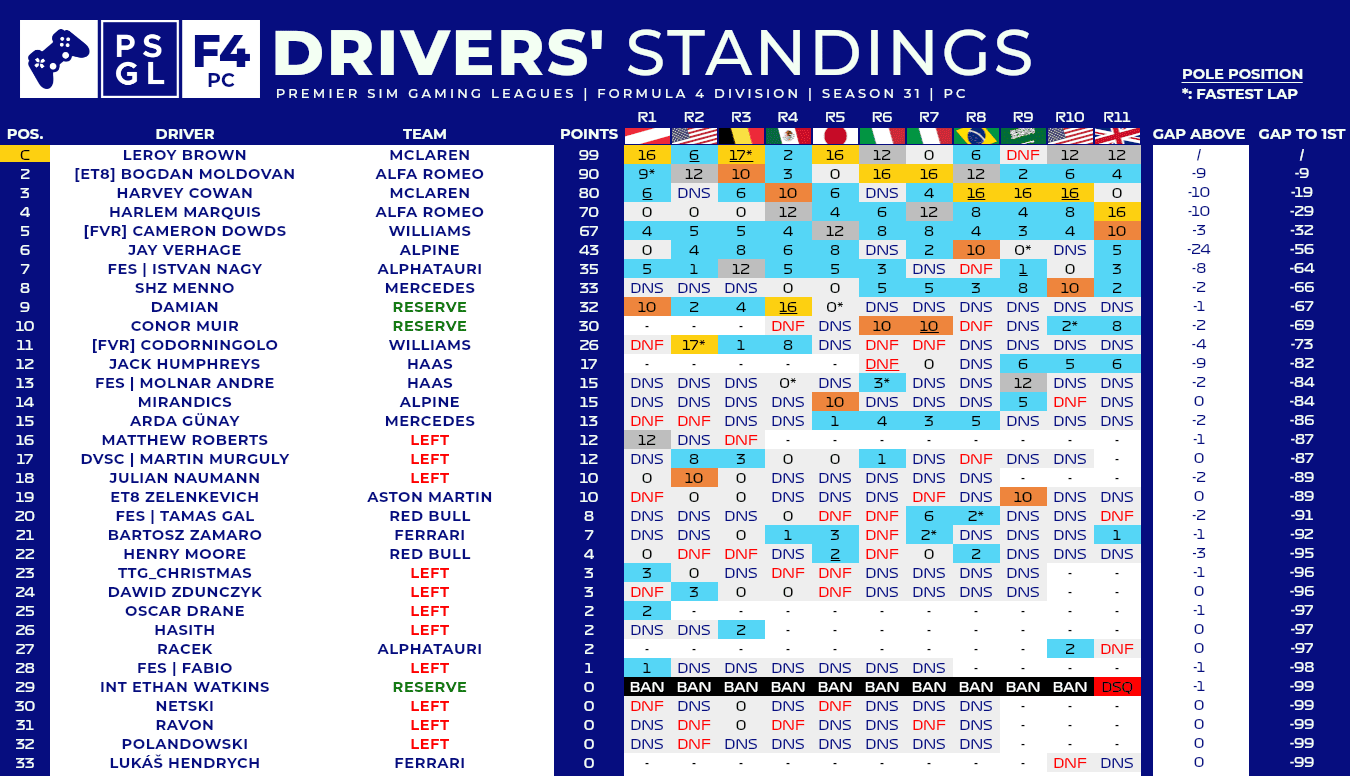 PS
GL
F4
PC
DRIVERS' STANDINGS
PREMIER SIM GAMING LEAGUES | FORMULA 4 DIVISION | SEASON 31 | PC
POLE POSITION
*: FASTEST LAP
POS. DRIVER TEAM POINTS R1 R2 R3 R4 R5 R6 R7 R8 R9 R10 R11 GAP ABOVE GAP TO 1ST
C LEROY BROWN MCLAREN 99 16 6 17* 2 16 12 0 6 DNF 12 12 / /
2 [ET8] BOGDAN MOLDOVAN ALFA ROMEO 90 9* 12 10 3 0 16 16 12 2 6 4 -9 -9
3 HARVEY COWAN MCLAREN 80 6 DNS 6 10 6 DNS 4 16 16 16 0 -10 -19
4 HARLEM MARQUIS ALFA ROMEO 70 0 0 0 12 4 6 12 8 4 8 16 -10 -29
5 [FVR] CAMERON DOWDS WILLIAMS 67 4 5 5 4 12 8 8 4 3 4 10 -3 -32
6 JAY VERHAGE ALPINE 43 0 4 8 6 8 DNS 2 10 0* DNS 5 -24 -56
7 FES | ISTVAN NAGY ALPHATAURI 35 5 1 12 5 5 3 DNS DNF 1 0 3 -8 -64
8 SHZ MENNO MERCEDES 33 DNS DNS DNS 0 0 5 5 3 8 10 2 -2 -66
9 DAMIAN RESERVE 32 10 2 4 16 0* DNS DNS DNS DNS DNS DNS -1 -67
10 CONOR MUIR RESERVE 30 - - - DNF DNS 10 10 DNF DNS 2* 8 -2 -69
11 [FVR] CODORNINGOLO WILLIAMS 26 DNF 17* 1 8 DNS DNF DNF DNS DNS DNS DNS -4 -73
12 JACK HUMPHREYS HAAS 17 - - - - - DNF 0 DNS 6 5 6 -9 -82
13 FES | MOLNAR ANDRE HAAS 15 DNS DNS DNS 0* DNS 3* DNS DNS 12 DNS DNS -2 -84
14 MIRANDICS ALPINE 15 DNS DNS DNS DNS 10 DNS DNS DNS 5 DNF DNS 0 -84
15 ARDA GÜNAY MERCEDES 13 DNF DNF DNS DNS 1 4 3 5 DNS DNS DNS -2 -86
16 MATTHEW ROBERTS LEFT 12 12 DNS DNF - - - - - - - - -1 -87
17 DVSC | MARTIN MURGULY LEFT 12 DNS 8 3 0 0 1 DNS DNF DNS DNS - 0 -87
18 JULIAN NAUMANN LEFT 10 0 10 0 DNS DNS DNS DNS DNS - - - -2 -89
19 ET8 ZELENKEVICH ASTON MARTIN 10 DNF 0 0 DNS DNS DNS DNF DNS 10 DNS DNS 0 -89
20 FES | TAMAS GAL RED BULL 8 DNS DNS DNS 0 DNF DNF 6 2* DNS DNS DNF -2 -91
21 BARTOSZ ZAMARO FERRARI 7 DNS DNS 0 1 3 DNF 2* DNS DNS DNS 1 -1 -92
22 HENRY MOORE RED BULL 4 0 DNF DNF DNS 2 DNF 0 2 DNS DNS DNS -3 -95
23 TTG_CHRISTMAS LEFT 3 3 0 DNS DNF DNF DNS DNS DNS DNS - - -1 -96
24 DAWID ZDUNCZYK LEFT 3 DNF 3 0 0 DNF DNS DNS DNS DNS - - 0 -96
25 OSCAR DRANE LEFT 2 2 - - - - - - - - - - -1 -97
26 HASITH LEFT 2 DNS DNS 2 - - - - - - - - 0 -97
27 RACEK ALPHATAURI 2 - - - - - - - - - 2 DNF 0 -97
28 FES | FABIO LEFT 1 1 DNS DNS DNS DNS DNS DNS - - - - -1 -98
29 INT ETHAN WATKINS RESERVE 0 BAN BAN BAN BAN BAN BAN BAN BAN BAN BAN DSQ -1 -99
30 NETSKI LEFT 0 DNF DNS 0 DNS DNF DNS DNS DNS - - - 0 -99
31 RAVON LEFT 0 DNS DNF 0 DNF DNS DNS DNF DNS - - - 0 -99
32 POLANDOWSKI LEFT 0 DNS DNF DNS DNS DNS DNS DNS DNS - - - 0 -99
33 LUKÁŠ HENDRYCH FERRARI 0 - - - - - - - - - DNF DNS 0 -99